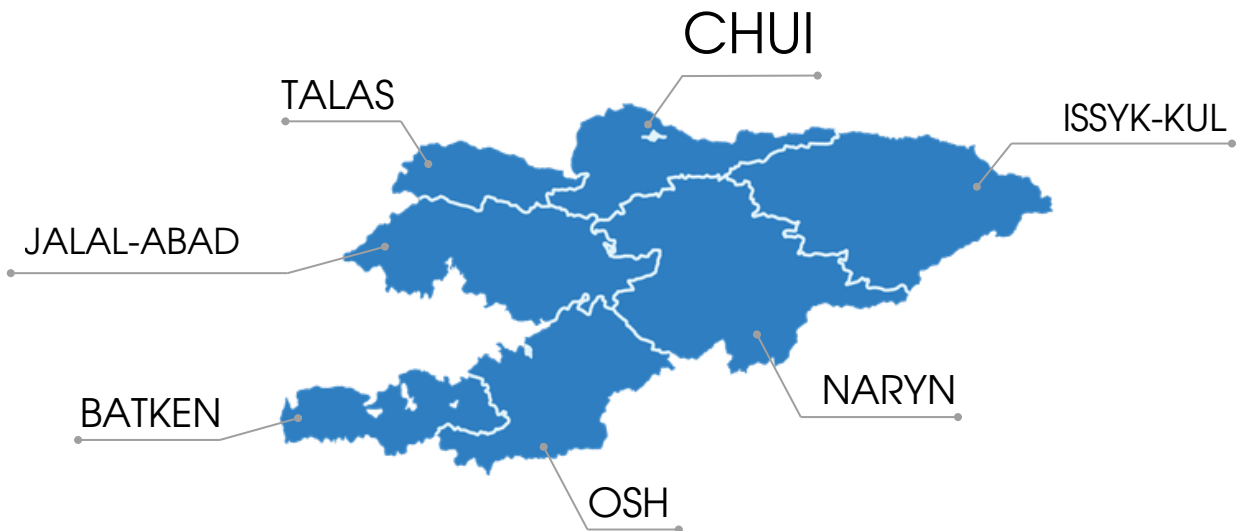 CHUI
TALAS
ISSYK-KUL
JALAL-ABAD
BATKEN
NARYN
OSH